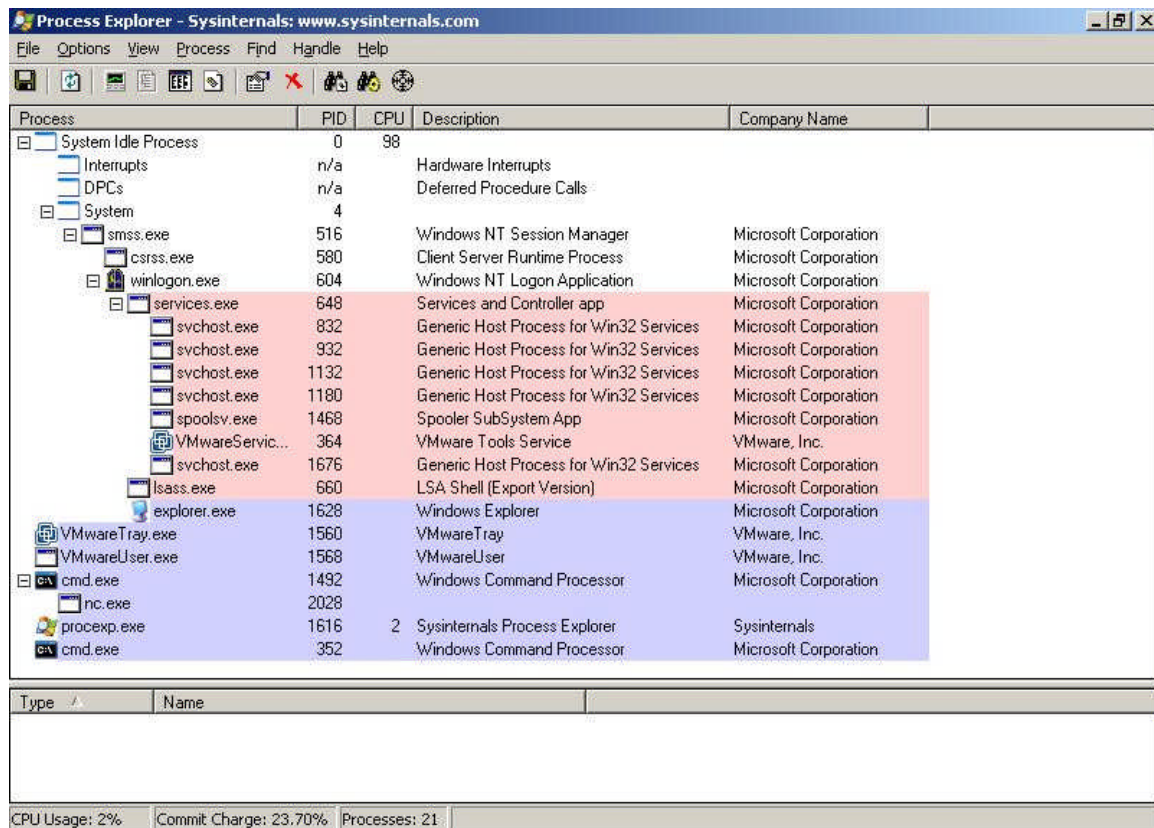 Process Explorer - Sysinternals: www.sysinternals.com
File Options View Process Find Handle Help
Process PID CPU Description Company Name
System Idle Process 0 98
Interrupts n/a Hardware Interrupts
DPCs n/a Deferred Procedure Calls
System 4
smss.exe 516 Windows NT Session Manager Microsoft Corporation
csrss.exe 580 Client Server Runtime Process Microsoft Corporation
winlogon.exe 604 Windows NT Logon Application Microsoft Corporation
services.exe 648 Services and Controller app Microsoft Corporation
svchost.exe 832 Generic Host Process for Win32 Services Microsoft Corporation
svchost.exe 932 Generic Host Process for Win32 Services Microsoft Corporation
svchost.exe 1132 Generic Host Process for Win32 Services Microsoft Corporation
svchost.exe 1180 Generic Host Process for Win32 Services Microsoft Corporation
spoolsv.exe 1468 Spooler SubSystem App Microsoft Corporation
VMwareServic... 364 VMware Tools Service VMware, Inc.
svchost.exe 1676 Generic Host Process for Win32 Services Microsoft Corporation
lsass.exe 660 LSA Shell (Export Version) Microsoft Corporation
explorer.exe 1628 Windows Explorer Microsoft Corporation
VMwareTray.exe 1560 VMwareTray VMware, Inc.
VMwareUser.exe 1568 VMwareUser VMware, Inc.
cmd.exe 1492 Windows Command Processor Microsoft Corporation
nc.exe 2028
procexp.exe 1616 2 Sysinternals Process Explorer Sysinternals
cmd.exe 352 Windows Command Processor Microsoft Corporation
Type Name
CPU Usage: 2% Commit Charge: 23.70% Processes: 21